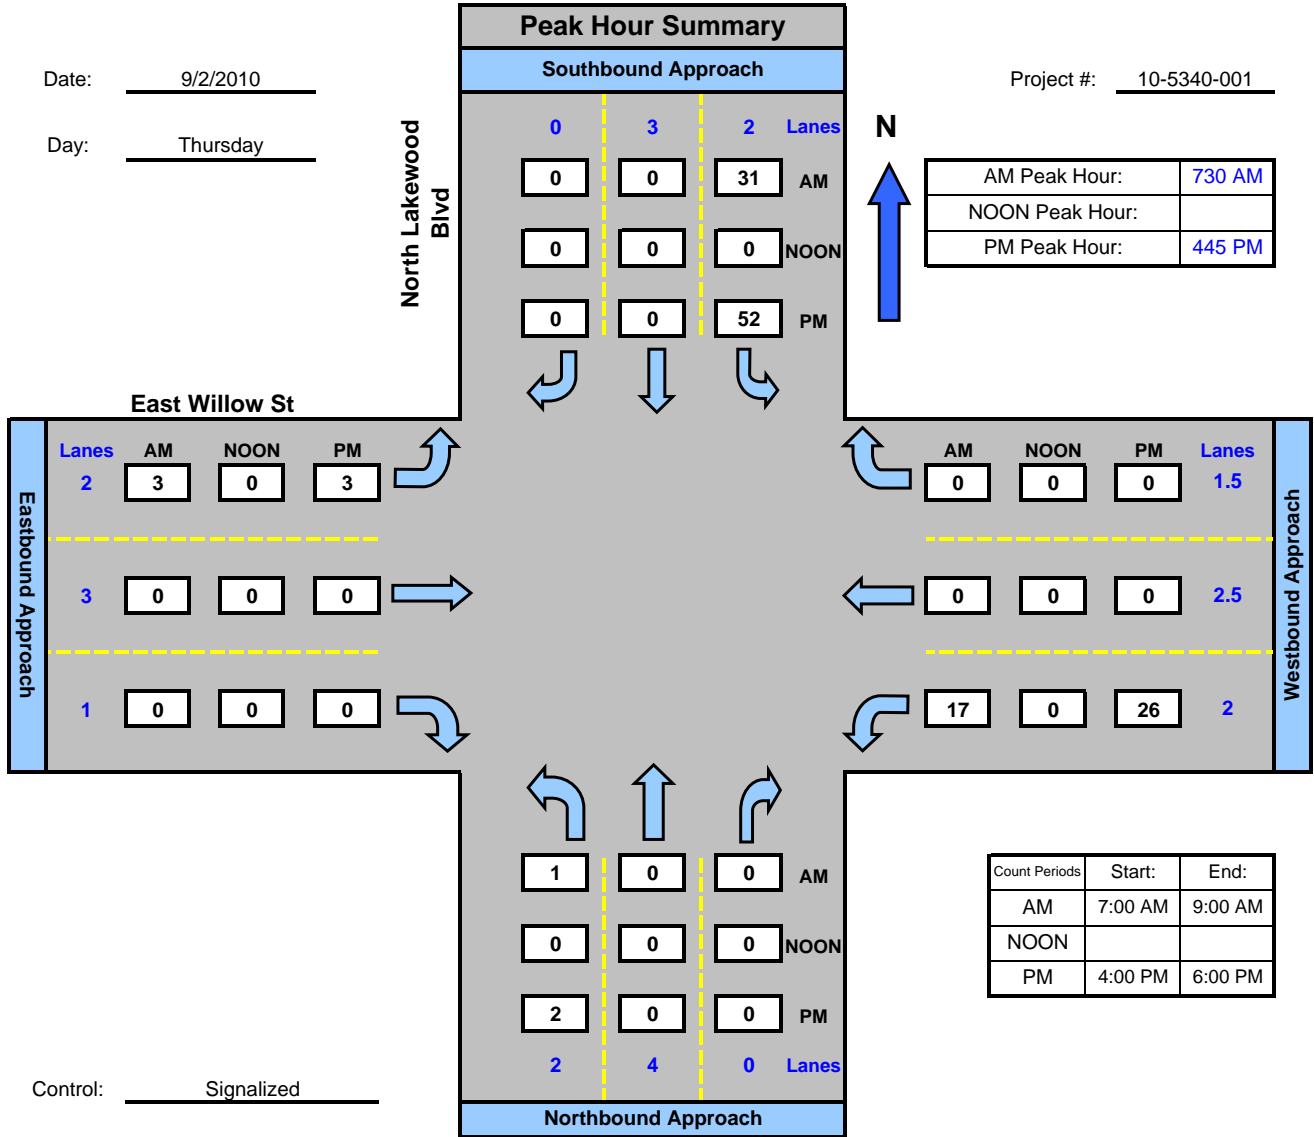 Peak Hour Summary
Southbound Approach
Date: 9/2/2010
Project #: 10-5340-001
Day: Thursday
North Lakewood
Blvd
0 3 2 Lanes
0 0 31 AM
0 0 0 NOON
0 0 52 PM
N
AM Peak Hour: 730 AM
NOON Peak Hour:
PM Peak Hour: 445 PM
East Willow St
Eastbound Approach
Lanes AM NOON PM
2 3 0 3
3 0 0 0
1 0 0 0
AM NOON PM Lanes
0 0 0 1.5
0 0 0 2.5
17 0 26 2
Westbound Approach
1 0 0 AM
0 0 0 NOON
2 0 0 PM
2 4 0 Lanes
Northbound Approach
Count Periods Start: End:
AM 7:00 AM 9:00 AM
NOON
PM 4:00 PM 6:00 PM
Control: Signalized